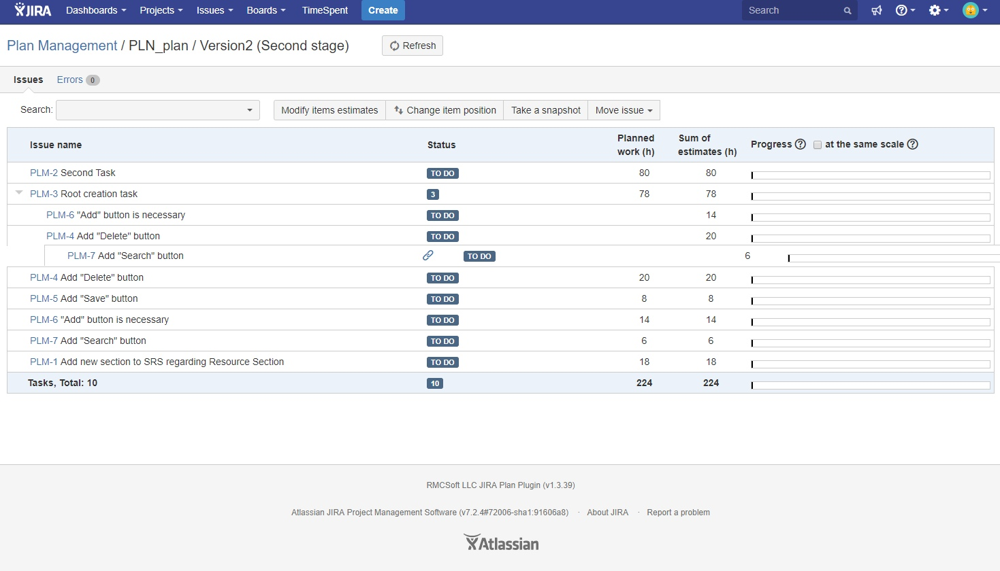 JIRA Dashboards Projects Issues Boards TimeSpent Create Search
Plan Management / PLN_plan / Version2 (Second stage) Refresh
Issues Errors 0
Search: Modify items estimates Change item position Take a snapshot Move issue
Issue name Status Planned work (h) Sum of estimates (h) Progress ? at the same scale ?
PLM-2 Second Task TO DO 80 80
PLM-3 Root creation task 3 78 78
PLM-6 "Add" button is necessary TO DO 14
PLM-4 Add "Delete" button TO DO 20
PLM-7 Add "Search" button TO DO 6
PLM-4 Add "Delete" button TO DO 20 20
PLM-5 Add "Save" button TO DO 8 8
PLM-6 "Add" button is necessary TO DO 14 14
PLM-7 Add "Search" button TO DO 6 6
PLM-1 Add new section to SRS regarding Resource Section TO DO 18 18
Tasks, Total: 10 10 224 224
RMCSoft LLC JIRA Plan Plugin (v1.3.39)
Atlassian JIRA Project Management Software (v7.2.4#72006-sha1:91606a8) · About JIRA · Report a problem
Atlassian